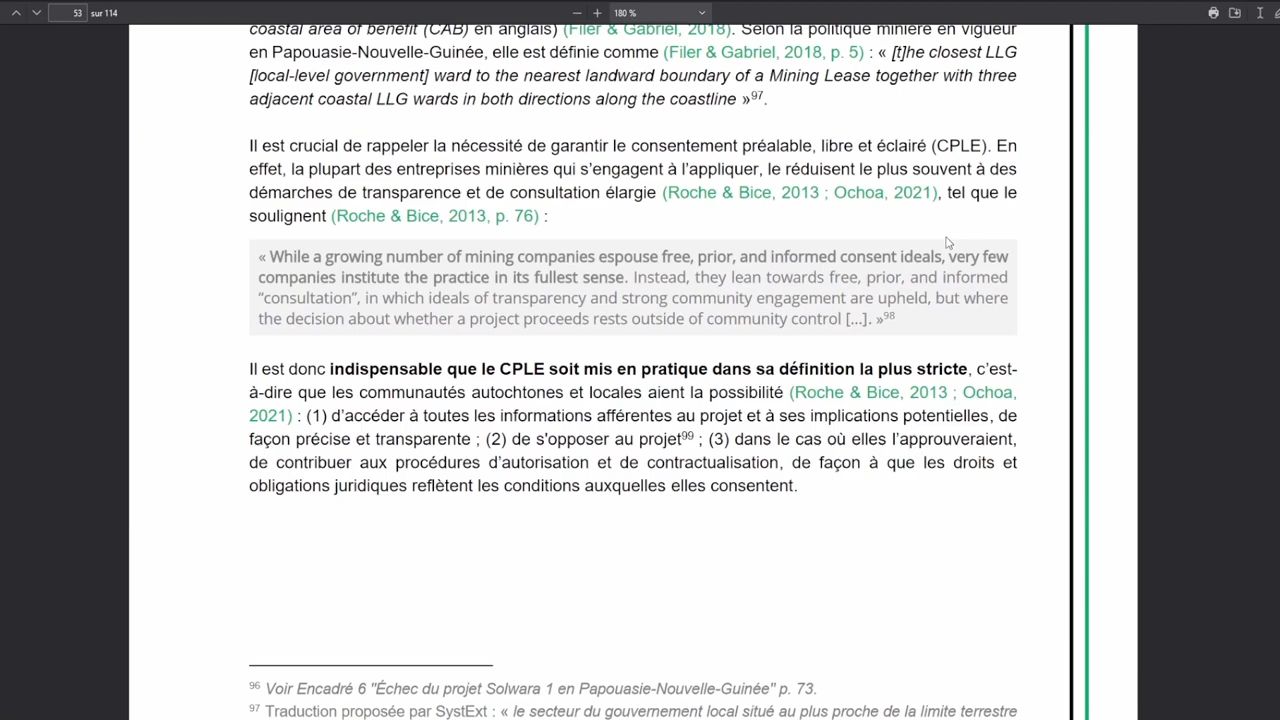 53 sur 114
180 %
coastal area of benefit (CAB) en anglais) (Filer & Gabriel, 2018). Selon la politique minière en vigueur
en Papouasie-Nouvelle-Guinée, elle est définie comme (Filer & Gabriel, 2018, p. 5) : « [t]he closest LLG
[local-level government] ward to the nearest landward boundary of a Mining Lease together with three
adjacent coastal LLG wards in both directions along the coastline »97.
Il est crucial de rappeler la nécessité de garantir le consentement préalable, libre et éclairé (CPLE). En
effet, la plupart des entreprises minières qui s’engagent à l’appliquer, le réduisent le plus souvent à des
démarches de transparence et de consultation élargie (Roche & Bice, 2013 ; Ochoa, 2021), tel que le
soulignent (Roche & Bice, 2013, p. 76) :
« While a growing number of mining companies espouse free, prior, and informed consent ideals, very few
companies institute the practice in its fullest sense. Instead, they lean towards free, prior, and informed
“consultation”, in which ideals of transparency and strong community engagement are upheld, but where
the decision about whether a project proceeds rests outside of community control [...]. »98
Il est donc indispensable que le CPLE soit mis en pratique dans sa définition la plus stricte, c’est-
à-dire que les communautés autochtones et locales aient la possibilité (Roche & Bice, 2013 ; Ochoa,
2021) : (1) d’accéder à toutes les informations afférentes au projet et à ses implications potentielles, de
façon précise et transparente ; (2) de s'opposer au projet99 ; (3) dans le cas où elles l’approuveraient,
de contribuer aux procédures d’autorisation et de contractualisation, de façon à que les droits et
obligations juridiques reflètent les conditions auxquelles elles consentent.
96 Voir Encadré 6 "Échec du projet Solwara 1 en Papouasie-Nouvelle-Guinée" p. 73.
97 Traduction proposée par SystExt : « le secteur du gouvernement local situé au plus proche de la limite terrestre